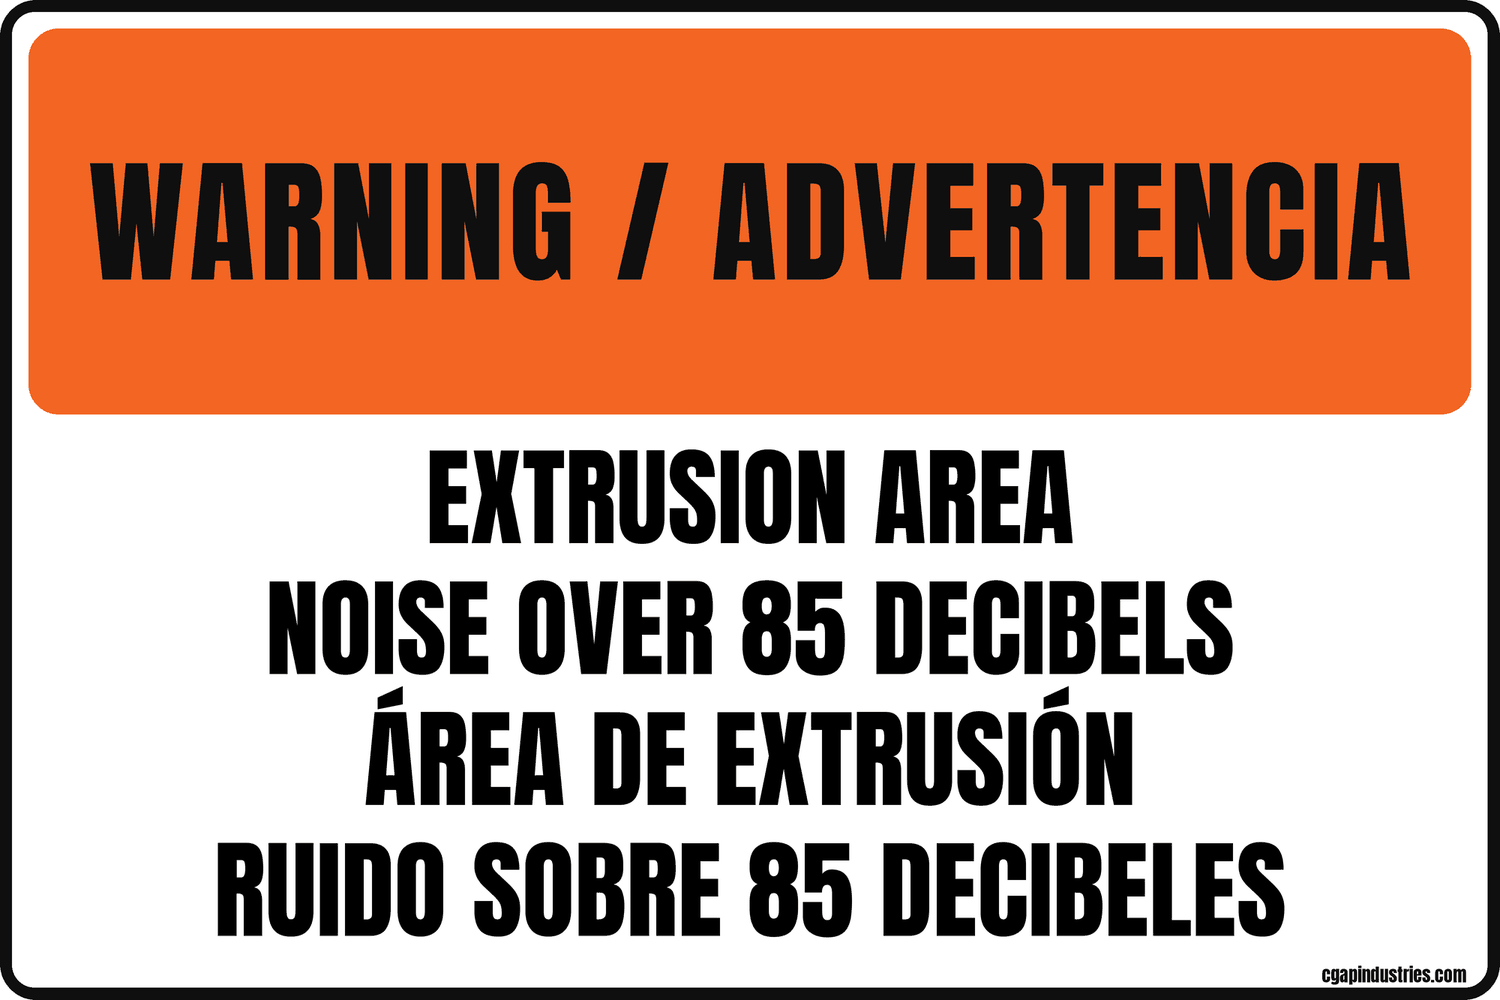 WARNING / ADVERTENCIA
EXTRUSION AREA
NOISE OVER 85 DECIBELS
ÁREA DE EXTRUSIÓN
RUIDO SOBRE 85 DECIBELES
cgapindustries.com